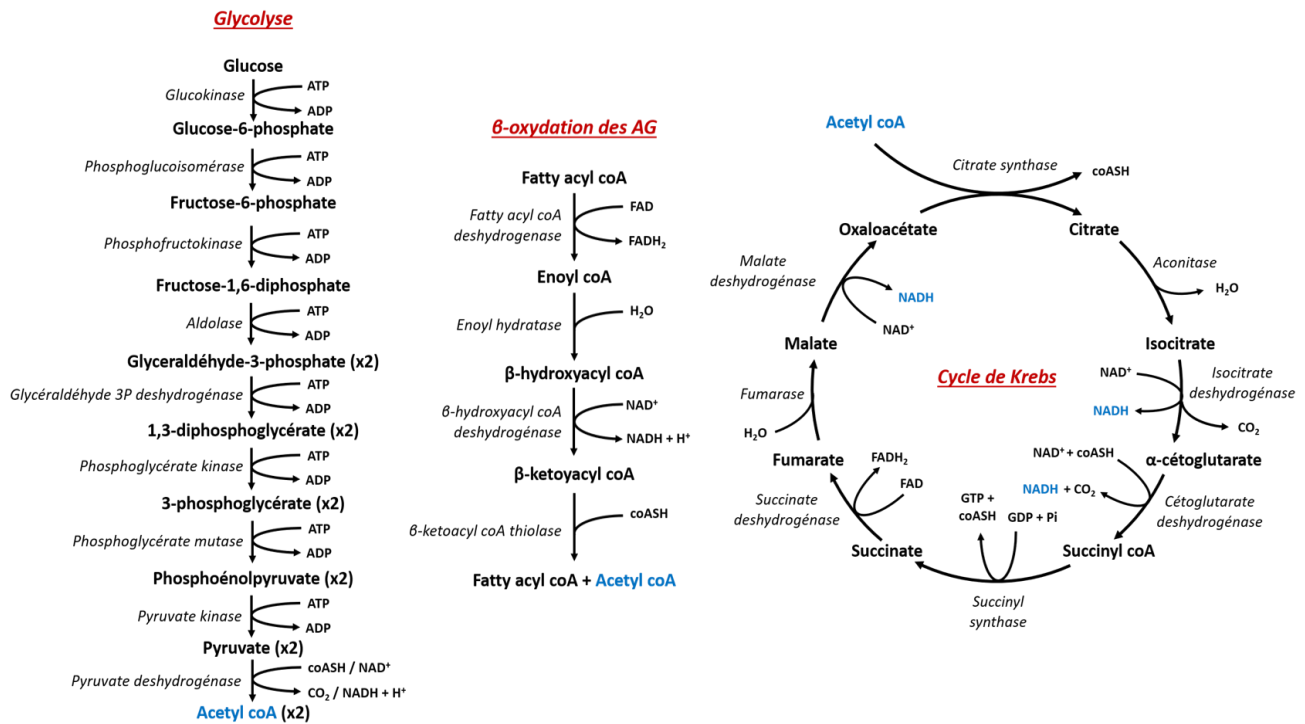 Glycolyse
Glucose
Glucokinase
ATP
ADP
Glucose-6-phosphate
Phosphoglucoisomérase
ATP
ADP
Fructose-6-phosphate
Phosphofructokinase
ATP
ADP
Fructose-1,6-diphosphate
Aldolase
ATP
ADP
Glyceraldéhyde-3-phosphate (x2)
Glycéraldéhyde 3P deshydrogénase
ATP
ADP
1,3-diphosphoglycérate (x2)
Phosphoglycérate kinase
ATP
ADP
3-phosphoglycérate (x2)
Phosphoglycérate mutase
ATP
ADP
Phosphoénolpyruvate (x2)
Pyruvate kinase
ATP
ADP
Pyruvate (x2)
Pyruvate deshydrogénase
coASH / NAD⁺
CO₂ / NADH + H⁺
Acetyl coA (x2)
β-oxydation des AG
Fatty acyl coA
Fatty acyl coA
deshydrogenase
FAD
FADH₂
Enoyl coA
Enoyl hydratase
H₂O
β-hydroxyacyl coA
β-hydroxyacyl coA
deshydrogénase
NAD⁺
NADH + H⁺
β-ketoyacyl coA
β-ketoacyl coA thiolase
coASH
Fatty acyl coA + Acetyl coA
Cycle de Krebs
Acetyl coA
Citrate synthase
coASH
Oxaloacétate
Citrate
Aconitase
H₂O
Isocitrate
NAD⁺
NADH
Isocitrate
deshydrogénase
CO₂
α-cétoglutarate
NAD⁺ + coASH
NADH + CO₂
Cétoglutarate
deshydrogénase
Succinyl coA
GTP +
coASH
GDP + Pi
Succinyl
synthase
Succinate
Succinate
deshydrogénase
FADH₂
FAD
Fumarate
Fumarase
H₂O
Malate
Malate
deshydrogénase
NADH
NAD⁺